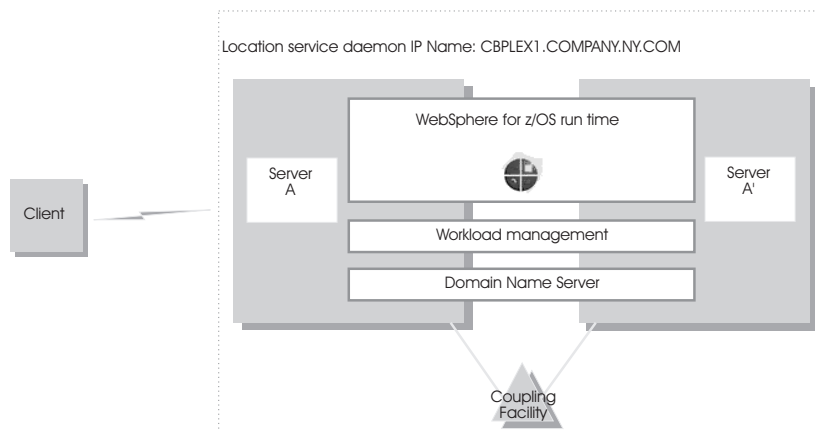 Location service daemon IP Name: CBPLEX1.COMPANY.NY.COM
WebSphere for z/OS run time
Server
A
Server
A'
Client
Workload management
Domain Name Server
Coupling
Facility